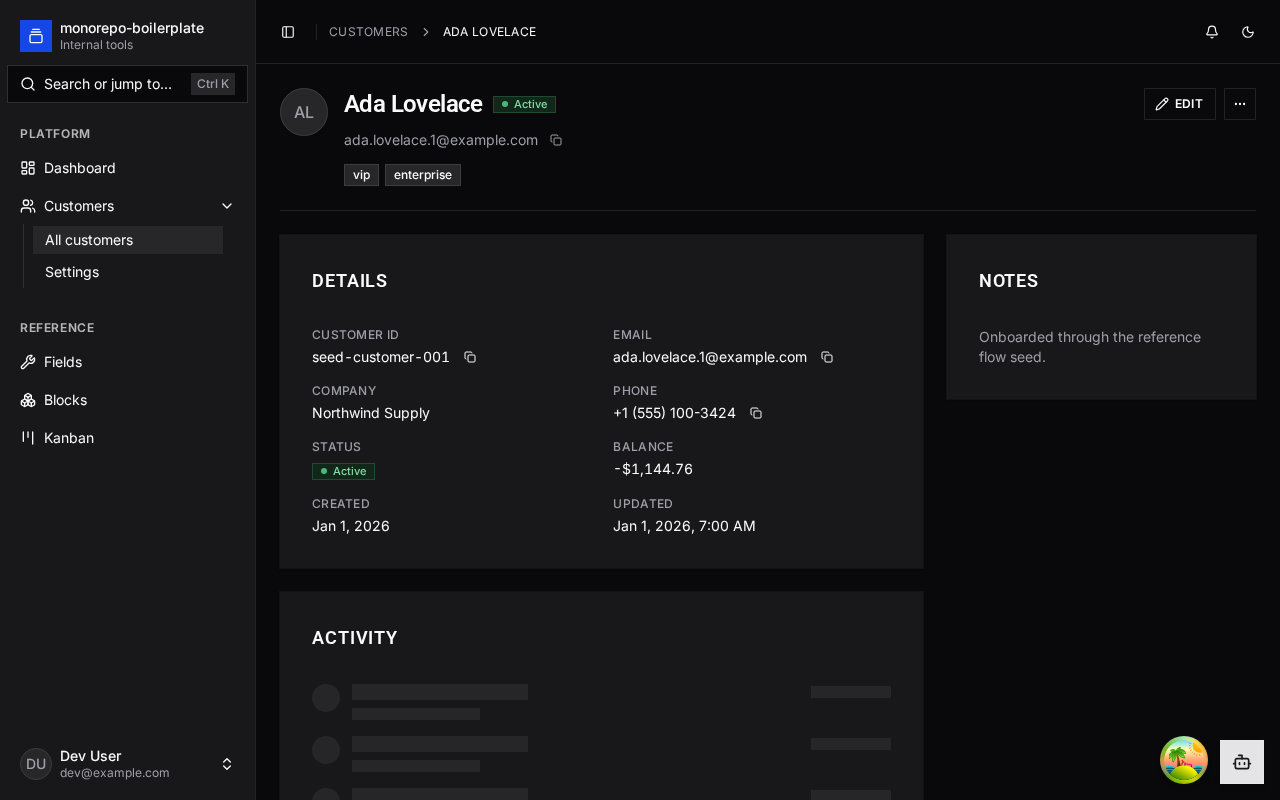 monorepo-boilerplate
Internal tools
Search or jump to...
Ctrl K
PLATFORM
Dashboard
Customers
All customers
Settings
REFERENCE
Fields
Blocks
Kanban
DU
Dev User
dev@example.com
CUSTOMERS
ADA LOVELACE
AL
Ada Lovelace
Active
ada.lovelace.1@example.com
vip
enterprise
EDIT
DETAILS
CUSTOMER ID
seed-customer-001
EMAIL
ada.lovelace.1@example.com
COMPANY
Northwind Supply
PHONE
+1 (555) 100-3424
STATUS
Active
BALANCE
-$1,144.76
CREATED
Jan 1, 2026
UPDATED
Jan 1, 2026, 7:00 AM
NOTES
Onboarded through the reference
flow seed.
ACTIVITY